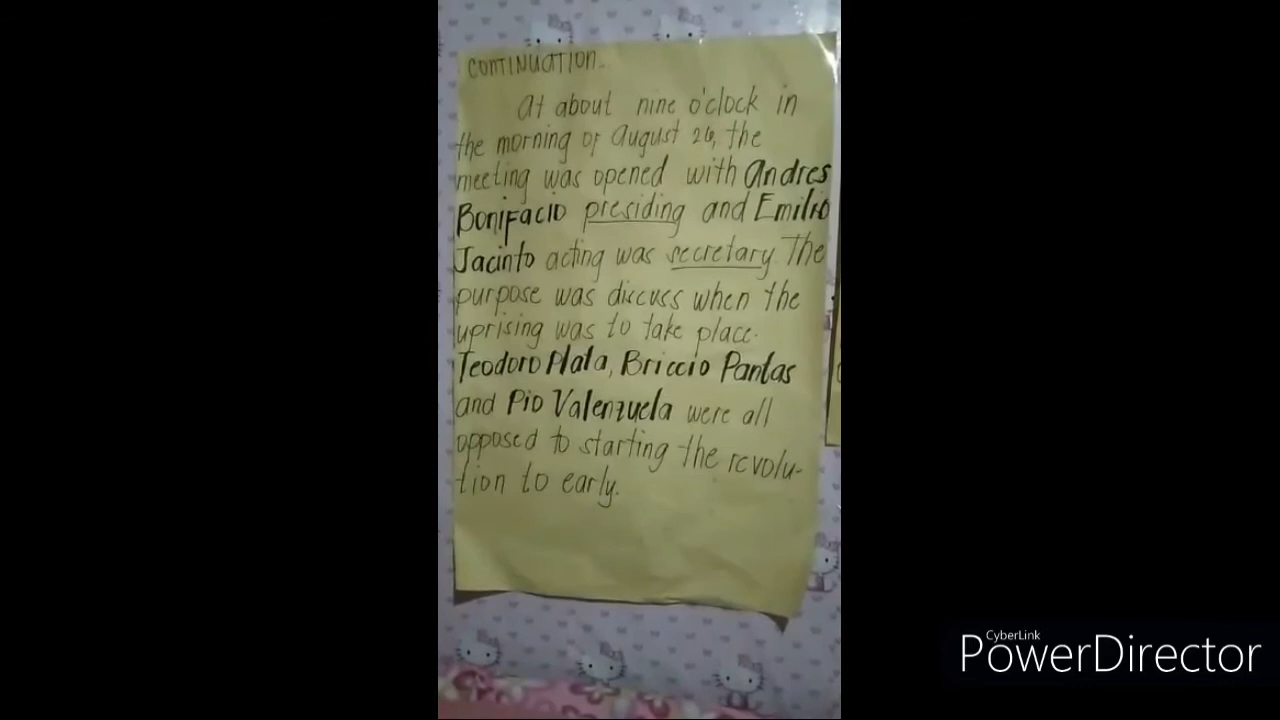 CONTINUATION...
At about nine o'clock in
the morning of August 26, the
meeting was opened with Andres
Bonifacio presiding and Emilio
Jacinto acting was secretary. The
purpose was discuss when the
uprising was to take place.
Teodoro Plata, Briccio Pantas
and Pio Valenzuela were all
opposed to starting the revolu-
tion to early.
CyberLink
PowerDirector